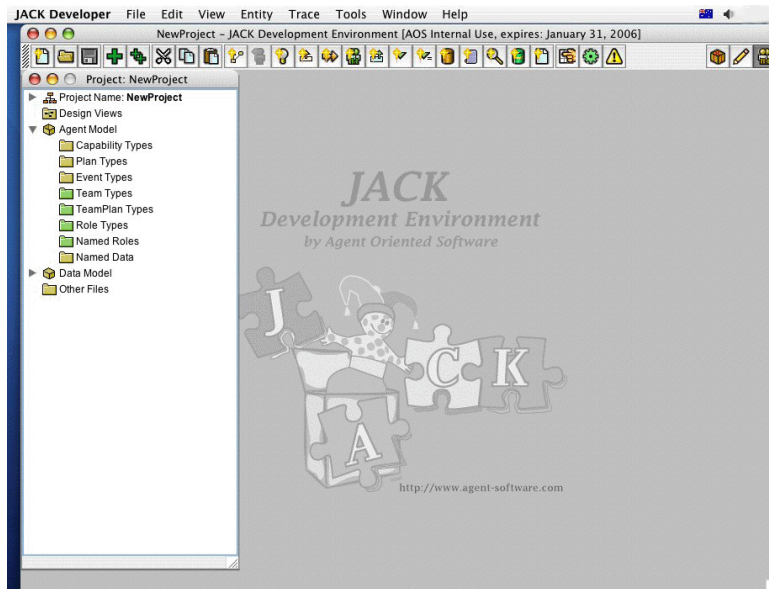 JACK Developer File Edit View Entity Trace Tools Window Help
NewProject – JACK Development Environment [AOS Internal Use, expires: January 31, 2006]
Project: NewProject
Project Name: NewProject
Design Views
Agent Model
Capability Types
Plan Types
Event Types
Team Types
TeamPlan Types
Role Types
Named Roles
Named Data
Data Model
Other Files
JACK
Development Environment
by Agent Oriented Software
J
A
C
K
http://www.agent-software.com